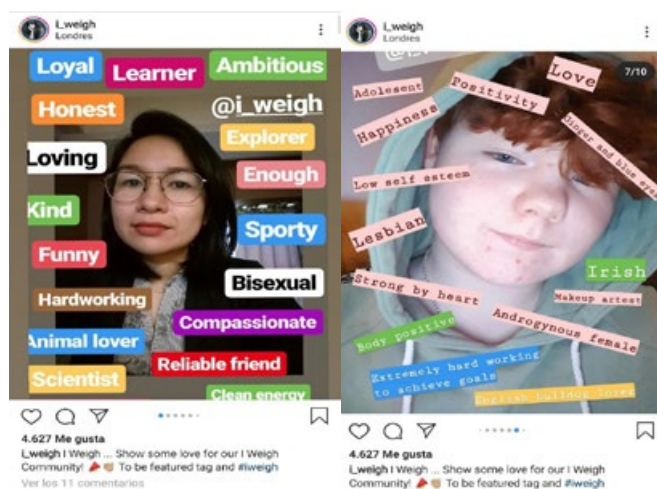 i_weigh
Londres
Loyal
Learner
Ambitious
Honest
@i_weigh
Explorer
Loving
Enough
Kind
Sporty
Funny
Bisexual
Hardworking
Compassionate
Animal lover
Reliable friend
Scientist
Clean energy
4.627 Me gusta
i_weigh I Weigh ... Show some love for our I Weigh
Community! To be featured tag and #iweigh
Ver los 11 comentarios
i_weigh
Londres
7/10
Love
Adolesent
Positivity
Happiness
Ginger and blue eyes
Low self esteem
Lesbian
Irish
Strong by heart
Makeup artest
Androgynous female
Body positive
Extremely hard working
to achieve goals
English bulldog lover
4.627 Me gusta
i_weigh I Weigh ... Show some love for our I Weigh
Community! To be featured tag and #iweigh